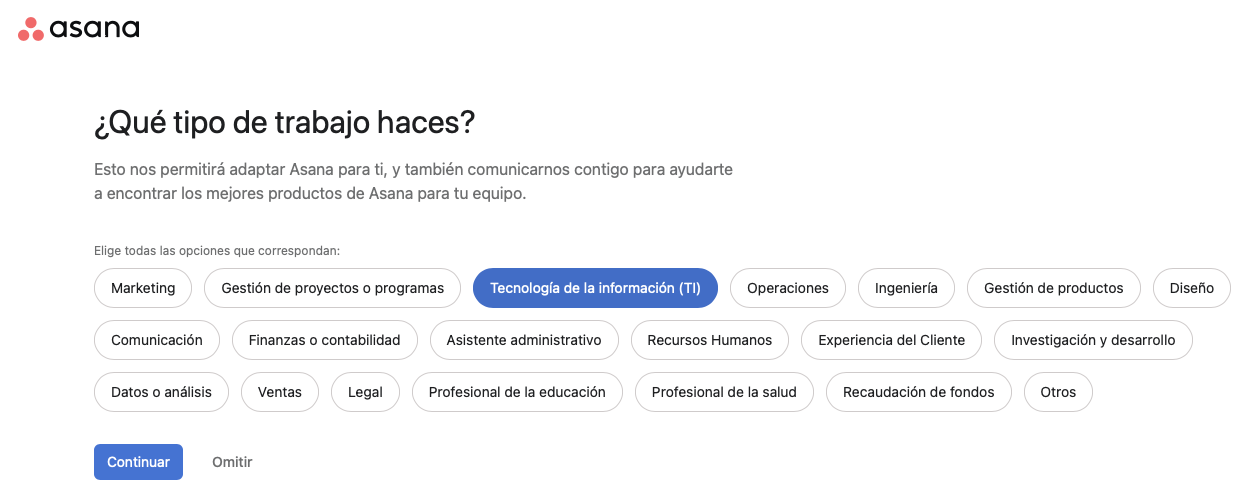 asana
¿Qué tipo de trabajo haces?
Esto nos permitirá adaptar Asana para ti, y también comunicarnos contigo para ayudarte
a encontrar los mejores productos de Asana para tu equipo.
Elige todas las opciones que correspondan:
Marketing Gestión de proyectos o programas Tecnología de la información (TI) Operaciones Ingeniería Gestión de productos Diseño
Comunicación Finanzas o contabilidad Asistente administrativo Recursos Humanos Experiencia del Cliente Investigación y desarrollo
Datos o análisis Ventas Legal Profesional de la educación Profesional de la salud Recaudación de fondos Otros
Continuar Omitir